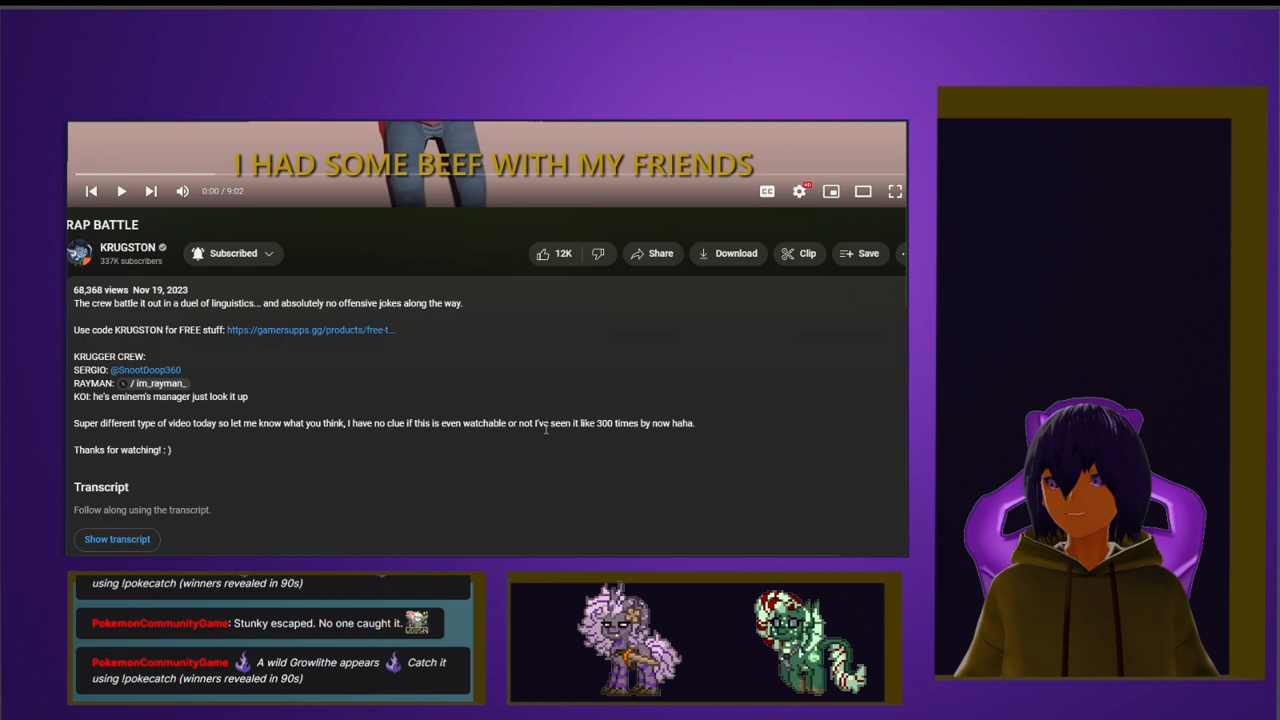 I HAD SOME BEEF WITH MY FRIENDS
0:00 / 9:02
CC
HD
RAP BATTLE
KRUGSTON
337K subscribers
Subscribed
12K
Share
Download
Clip
Save
68,368 views Nov 19, 2023
The crew battle it out in a duel of linguistics... and absolutely no offensive jokes along the way.
Use code KRUGSTON for FREE stuff: https://gamersupps.gg/products/free-t...
KRUGGER CREW:
SERGIO: @SnootDoop360
RAYMAN: X / im_rayman_
KOI: he's eminem's manager just look it up
Super different type of video today so let me know what you think, I have no clue if this is even watchable or not I've seen it like 300 times by now haha.
Thanks for watching! : )
Transcript
Follow along using the transcript.
Show transcript
using !pokecatch (winners revealed in 90s)
PokemonCommunityGame: Stunky escaped. No one caught it.
PokemonCommunityGame A wild Growlithe appears Catch it
using !pokecatch (winners revealed in 90s)